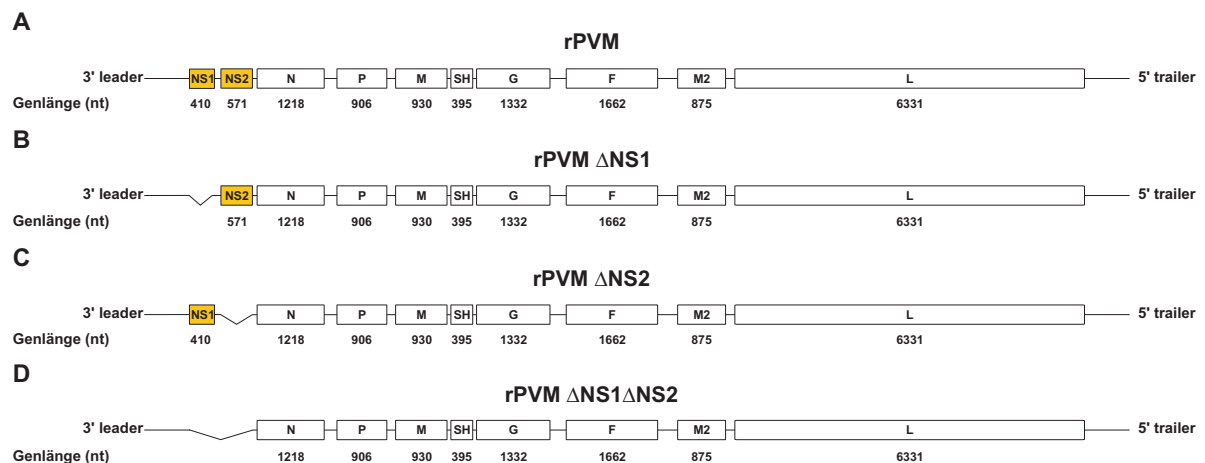 A
rPVM
3' leader NS1 NS2 N P M SH G F M2 L 5' trailer
Genlänge (nt) 410 571 1218 906 930 395 1332 1662 875 6331
B
rPVM ∆NS1
3' leader NS2 N P M SH G F M2 L 5' trailer
Genlänge (nt) 571 1218 906 930 395 1332 1662 875 6331
C
rPVM ∆NS2
3' leader NS1 N P M SH G F M2 L 5' trailer
Genlänge (nt) 410 1218 906 930 395 1332 1662 875 6331
D
rPVM ∆NS1∆NS2
3' leader N P M SH G F M2 L 5' trailer
Genlänge (nt) 1218 906 930 395 1332 1662 875 6331